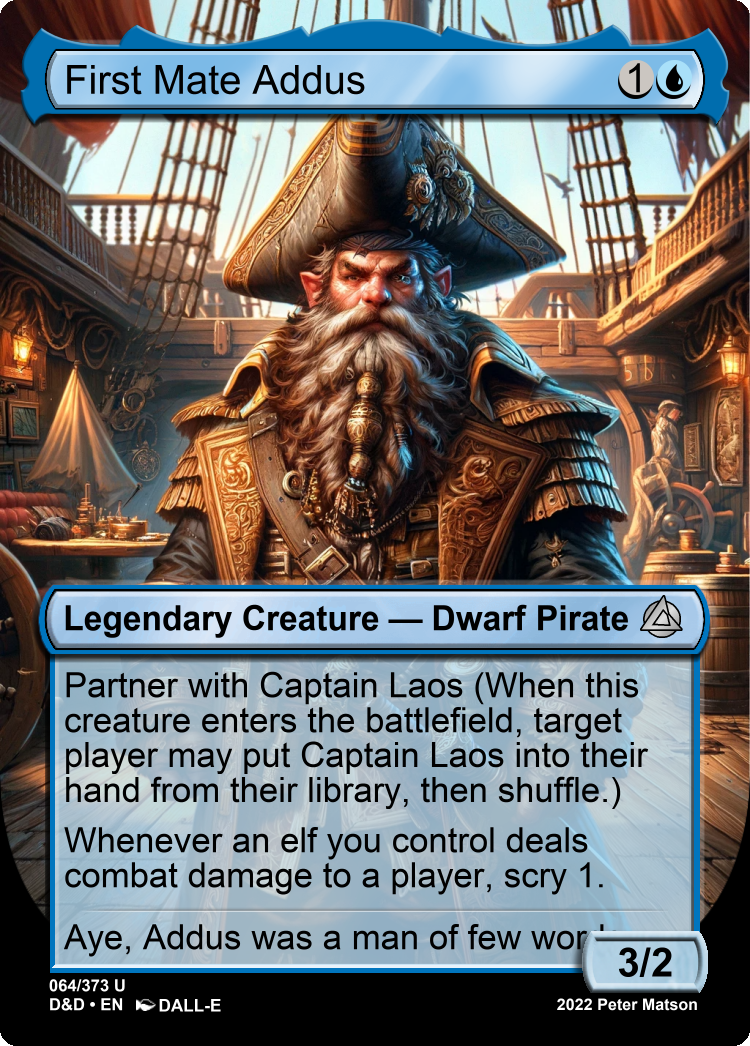 First Mate Addus 1
Legendary Creature — Dwarf Pirate
Partner with Captain Laos (When this
creature enters the battlefield, target
player may put Captain Laos into their
hand from their library, then shuffle.)
Whenever an elf you control deals
combat damage to a player, scry 1.
Aye, Addus was a man of few
3/2
064/373 U
D&D • EN DALL-E
2022 Peter Matson